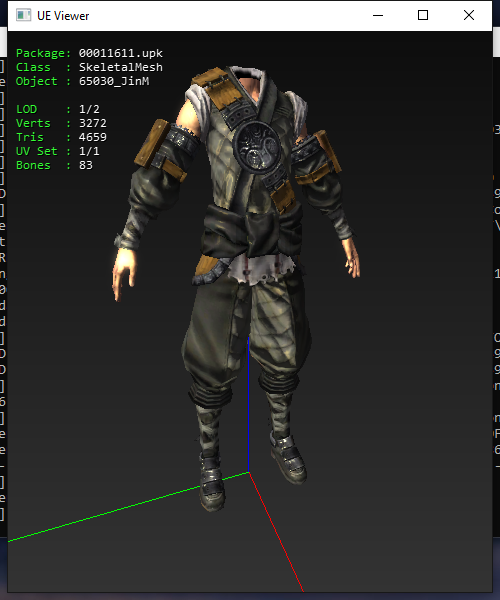 UE Viewer
Package: 00011611.upk
Class  : SkeletalMesh
Object : 65030_JinM
LOD    : 1/2
Verts  : 3272
Tris   : 4659
UV Set : 1/1
Bones  : 83